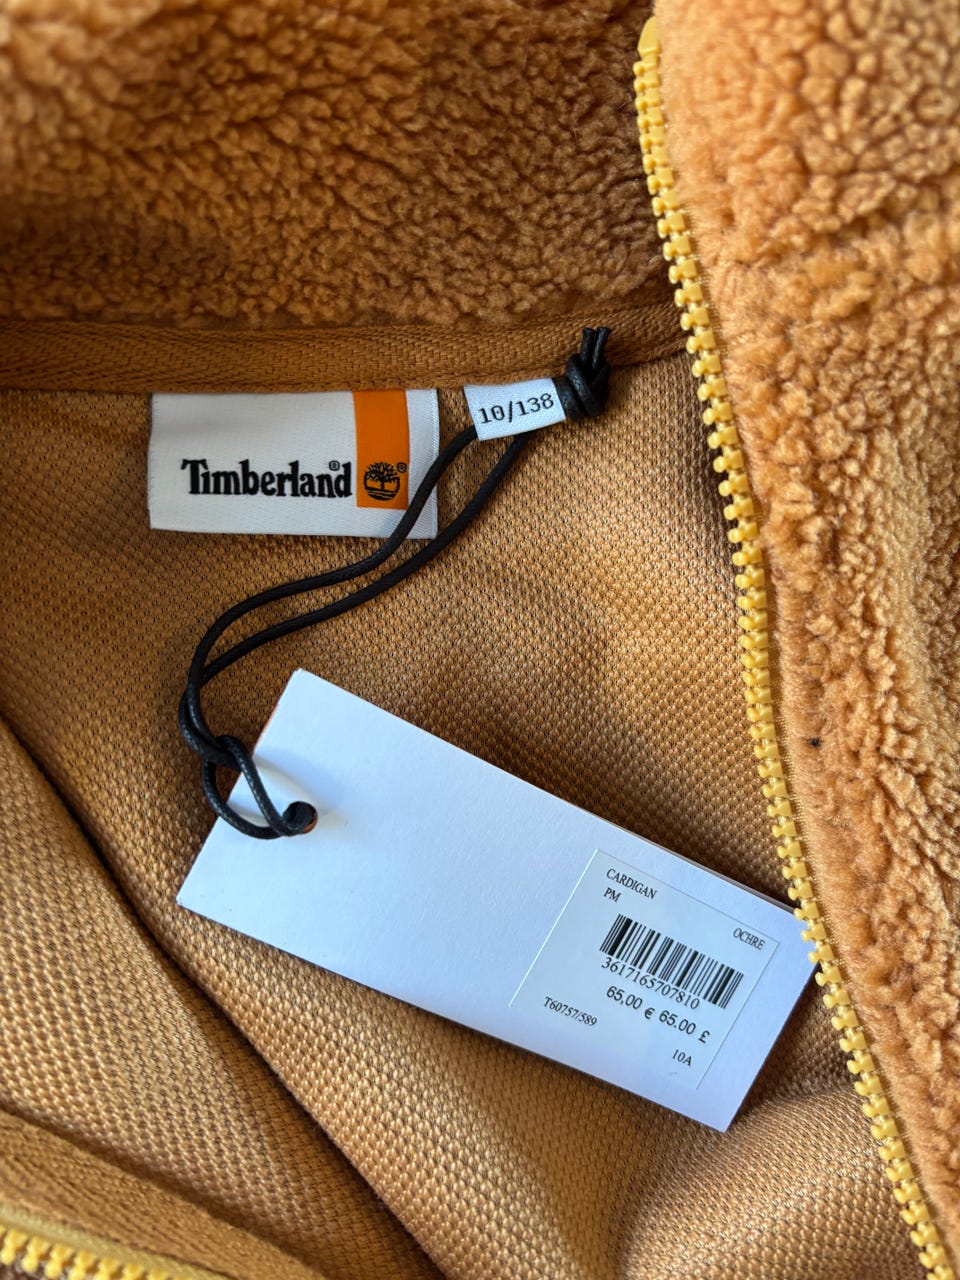 Timberland®
®
10/138
CARDIGAN
PM
OCHRE
3617165707810
65,00 € 65,00 £
T60757/589
10A